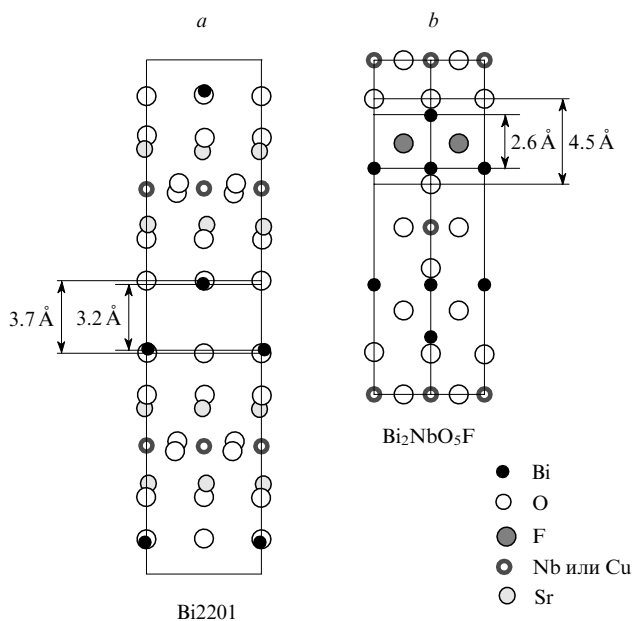 a
b
2.6 Å
4.5 Å
3.7 Å
3.2 Å
Bi₂NbO₅F
Bi
O
F
Nb или Cu
Sr
Bi2201